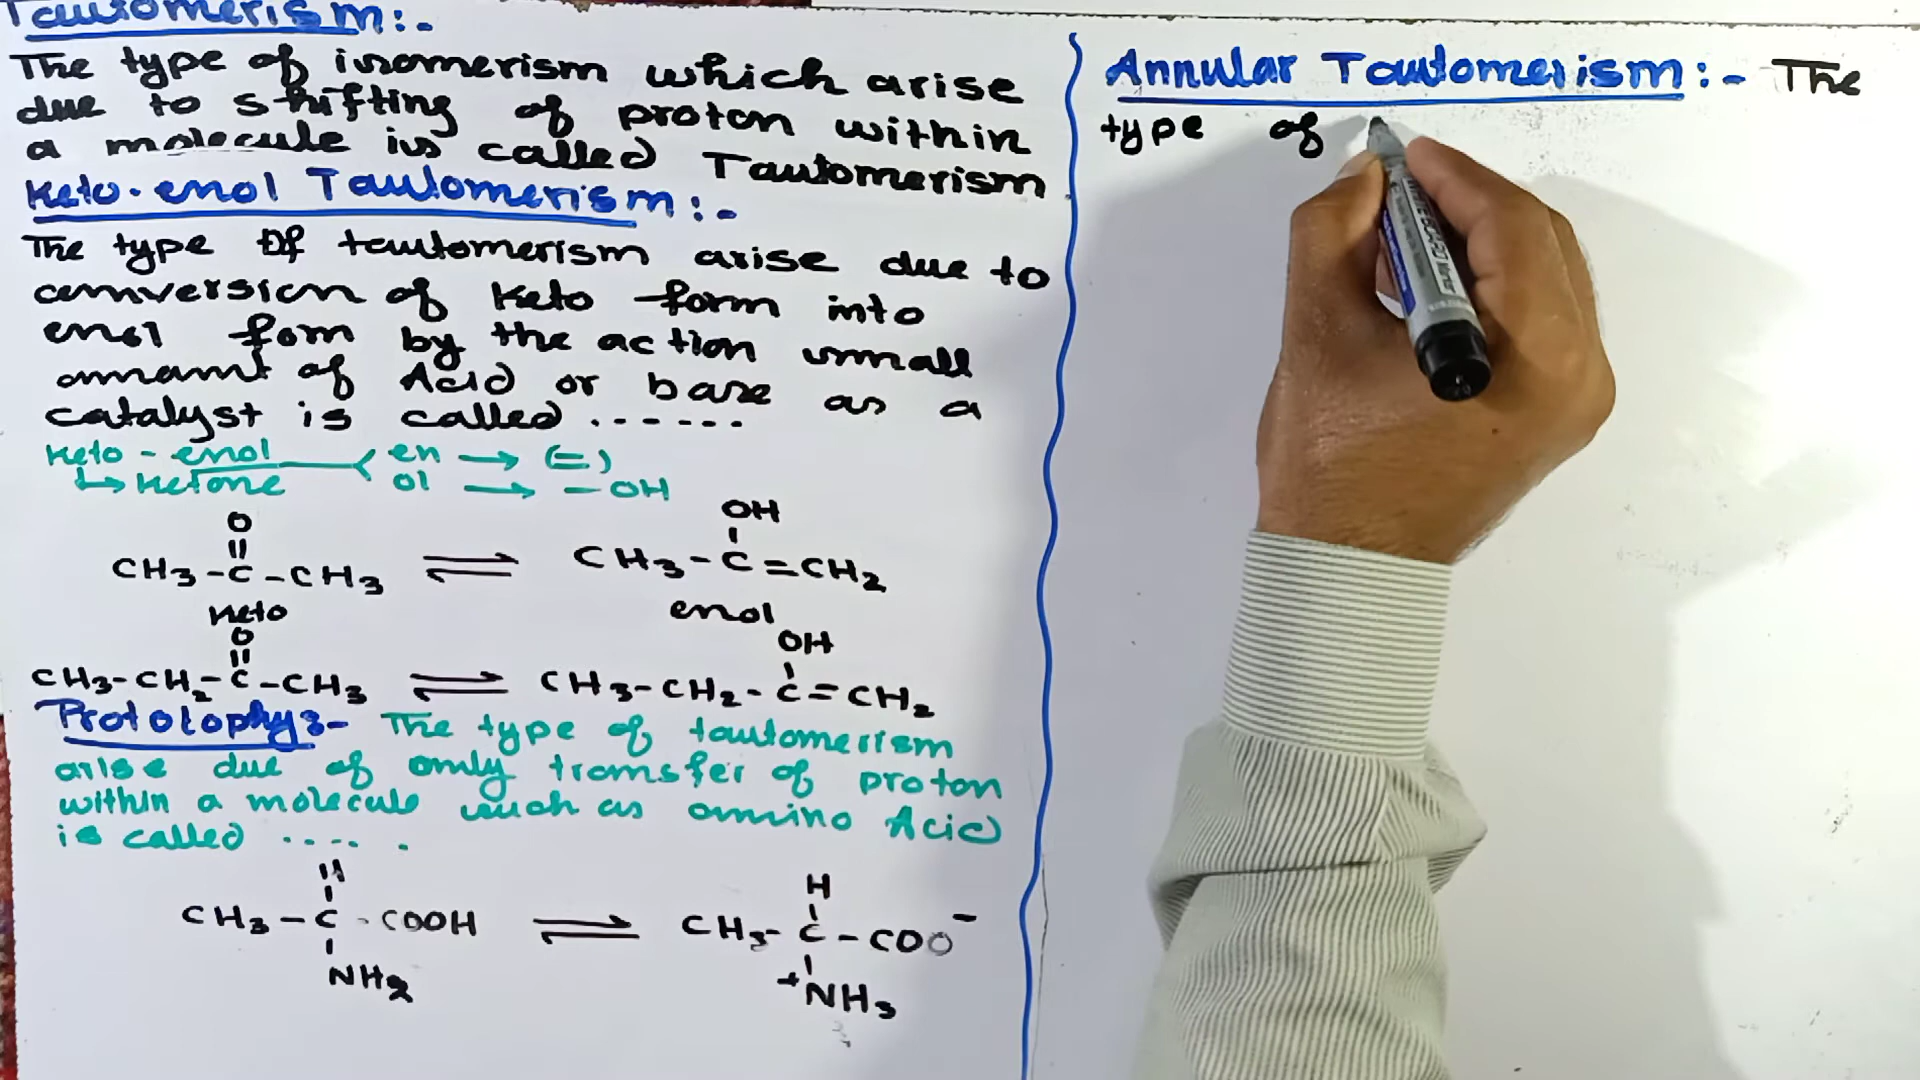 Tautomerism:-
The type of isomerism which arise
due to shifting of proton within
a molecule is called Tautomerism
Keto-enol Tautomerism:-
The type of tautomerism arise due to
conversion of Keto form into
enol form by the action small
amamt of Acid or base as a
catalyst is called ......
Keto - enol en → (=)
↳ Ketone ol → -OH
O
OH
CH3-C-CH3 ⇌ CH3-C=CH2
Keto
enol
O
OH
CH3-CH2-C-CH3 ⇌ CH3-CH2-C=CH2
Prototophy:- The type of tautomerism
arise due of only transfer of proton
within a molecule such as amino Acid
is called .....
H
H
CH3-C-COOH ⇌ CH3-C-COO-
NH2
+NH3
Annular Tautomerism:- The
type of